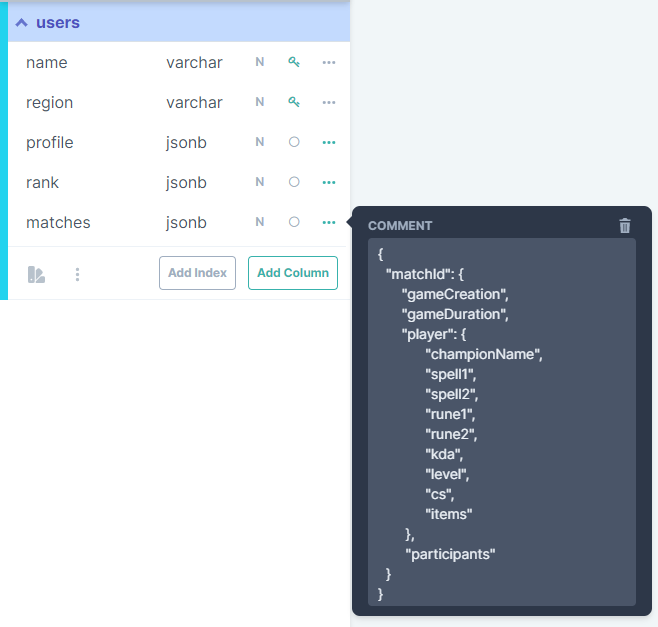 users
name varchar N
region varchar N
profile jsonb N
rank jsonb N
matches jsonb N
Add Index Add Column
COMMENT
{
"matchId": {
"gameCreation",
"gameDuration",
"player": {
"championName",
"spell1",
"spell2",
"rune1",
"rune2",
"kda",
"level",
"cs",
"items"
},
"participants"
}
}